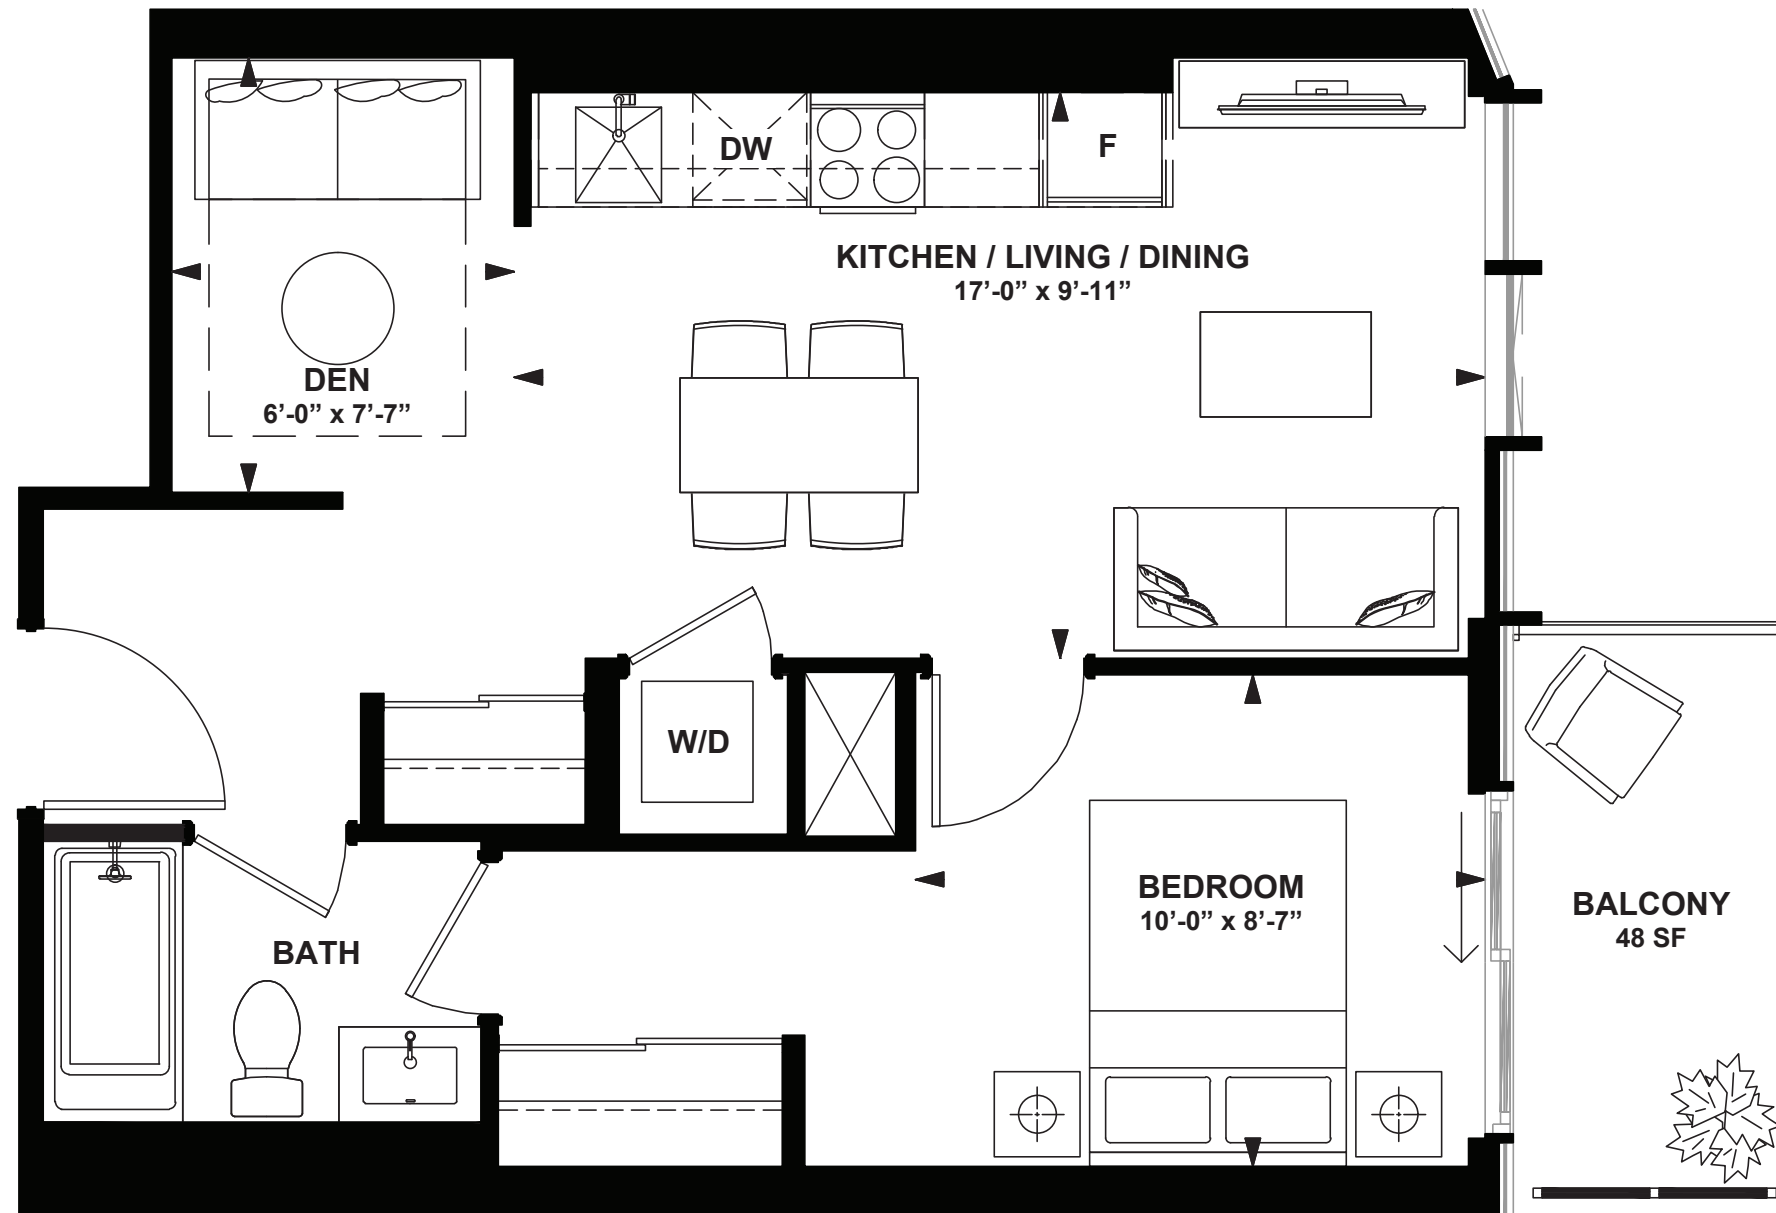 DW
F
KITCHEN / LIVING / DINING
17’-0” x 9’-11”
DEN
6’-0” x 7’-7”
W/D
BEDROOM
10’-0” x 8’-7”
BALCONY
48 SF
BATH